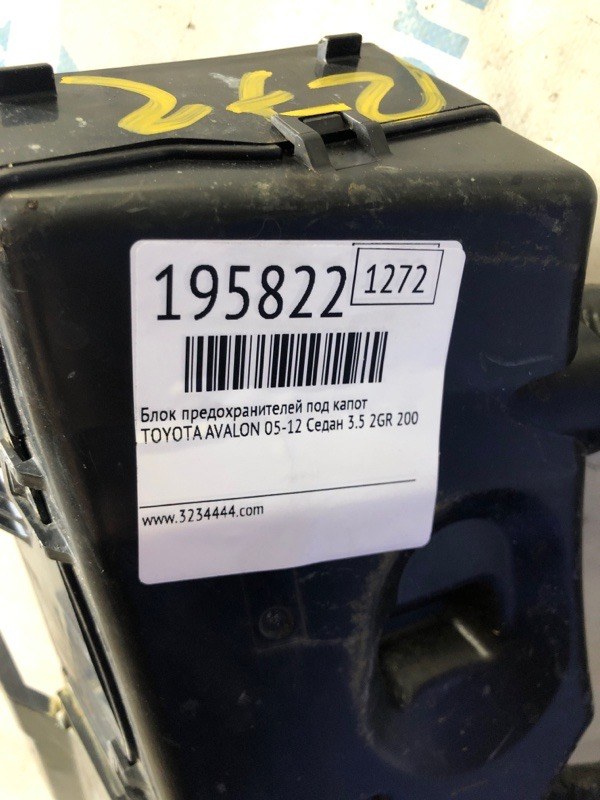 195822 1272
Блок предохранителей под капот
TOYOTA AVALON 05-12 Седан 3.5 2GR 200
www.3234444.com